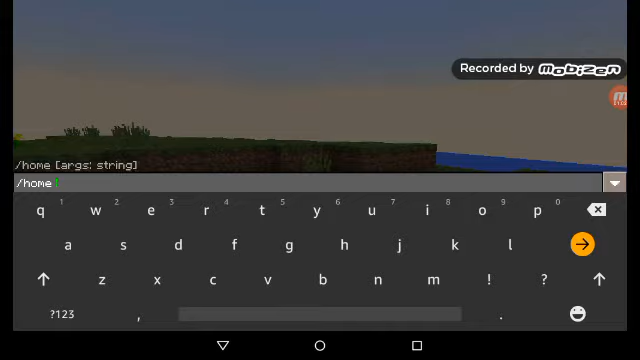 Recorded by mobizen
/home [args: string]
/home
1 2 3 4 5 6 7 8 9 0
q w e r t y u i o p
a s d f g h j k l
z x c v b n m ! ?
?123 , .